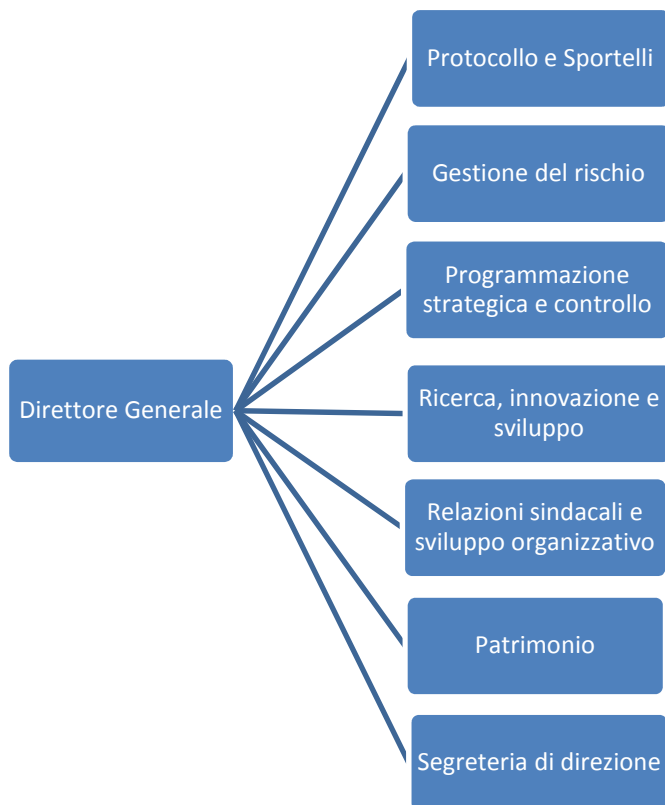 Protocollo e Sportelli
Gestione del rischio
Programmazione
strategica e controllo
Direttore Generale
Ricerca, innovazione e
sviluppo
Relazioni sindacali e
sviluppo organizzativo
Patrimonio
Segreteria di direzione